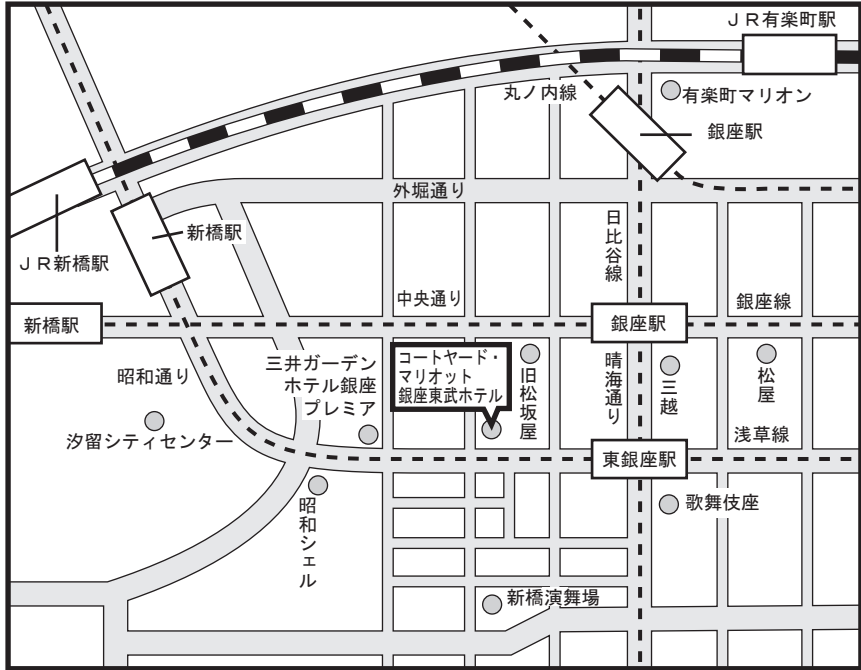 ＪＲ有楽町駅
丸ノ内線
有楽町マリオン
銀座駅
外堀通り
新橋駅
ＪＲ新橋駅
日比谷線
中央通り
銀座線
新橋駅
銀座駅
昭和通り
三井ガーデン
ホテル銀座
プレミア
コートヤード・
マリオット
銀座東武ホテル
旧松坂屋
晴海通り
三越
松屋
汐留シティセンター
浅草線
東銀座駅
昭和シェル
歌舞伎座
新橋演舞場